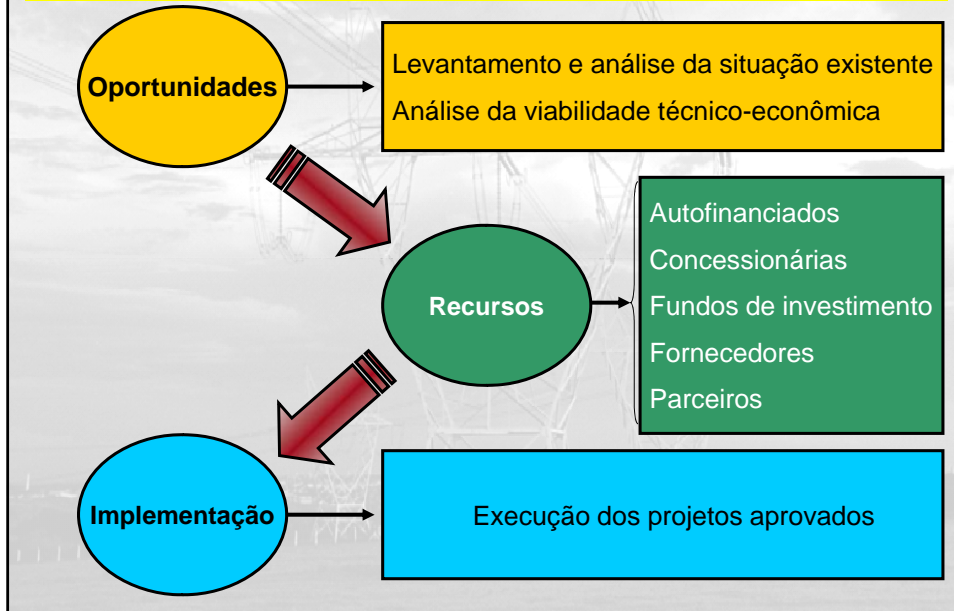 Oportunidades
Levantamento e análise da situação existente
Análise da viabilidade técnico-econômica
Recursos
Autofinanciados
Concessionárias
Fundos de investimento
Fornecedores
Parceiros
Implementação
Execução dos projetos aprovados